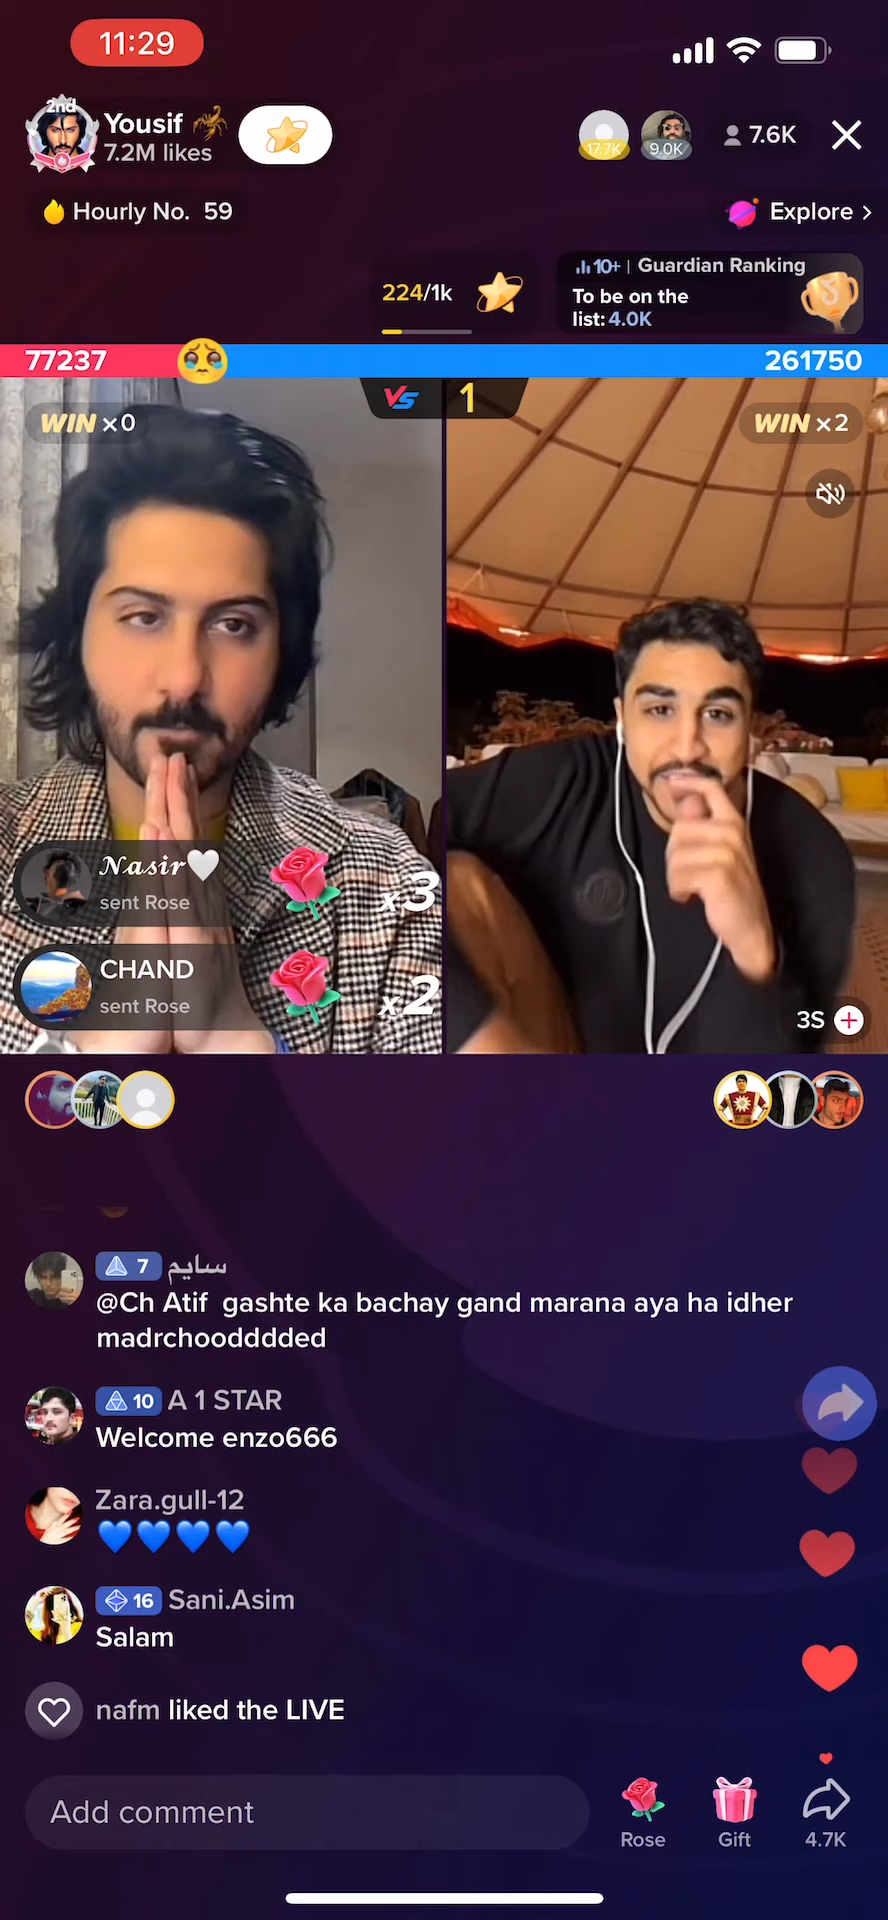 11:29
2nd
Yousif 🦂
7.2M likes
17.7K
9.0K
7.6K
Hourly No. 59
Explore >
224/1k
10+ | Guardian Ranking
To be on the
list: 4.0K
77237
261750
WIN x0
VS 1
WIN x2
Nasir🤍
sent Rose
x3
CHAND
sent Rose
x2
3S +
7 سایم
@Ch Atif gashte ka bachay gand marana aya ha idher
madrchoodddded
10 A 1 STAR
Welcome enzo666
Zara.gull-12
💙💙💙💙
16 Sani.Asim
Salam
nafm liked the LIVE
Add comment
Rose
Gift
4.7K